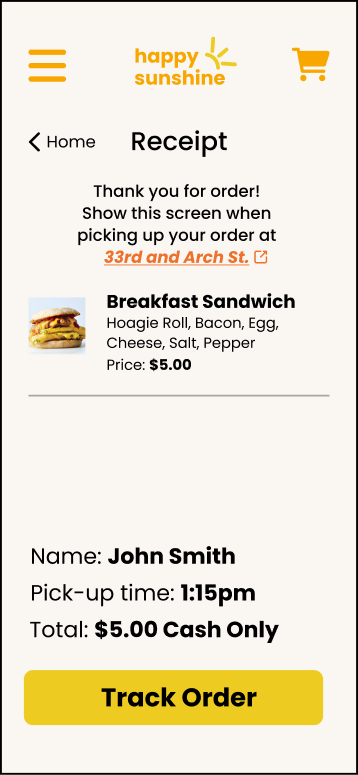 happy
sunshine
Home
Receipt
Thank you for order!
Show this screen when
picking up your order at
33rd and Arch St.
Breakfast Sandwich
Hoagie Roll, Bacon, Egg,
Cheese, Salt, Pepper
Price: $5.00
Name: John Smith
Pick-up time: 1:15pm
Total: $5.00 Cash Only
Track Order